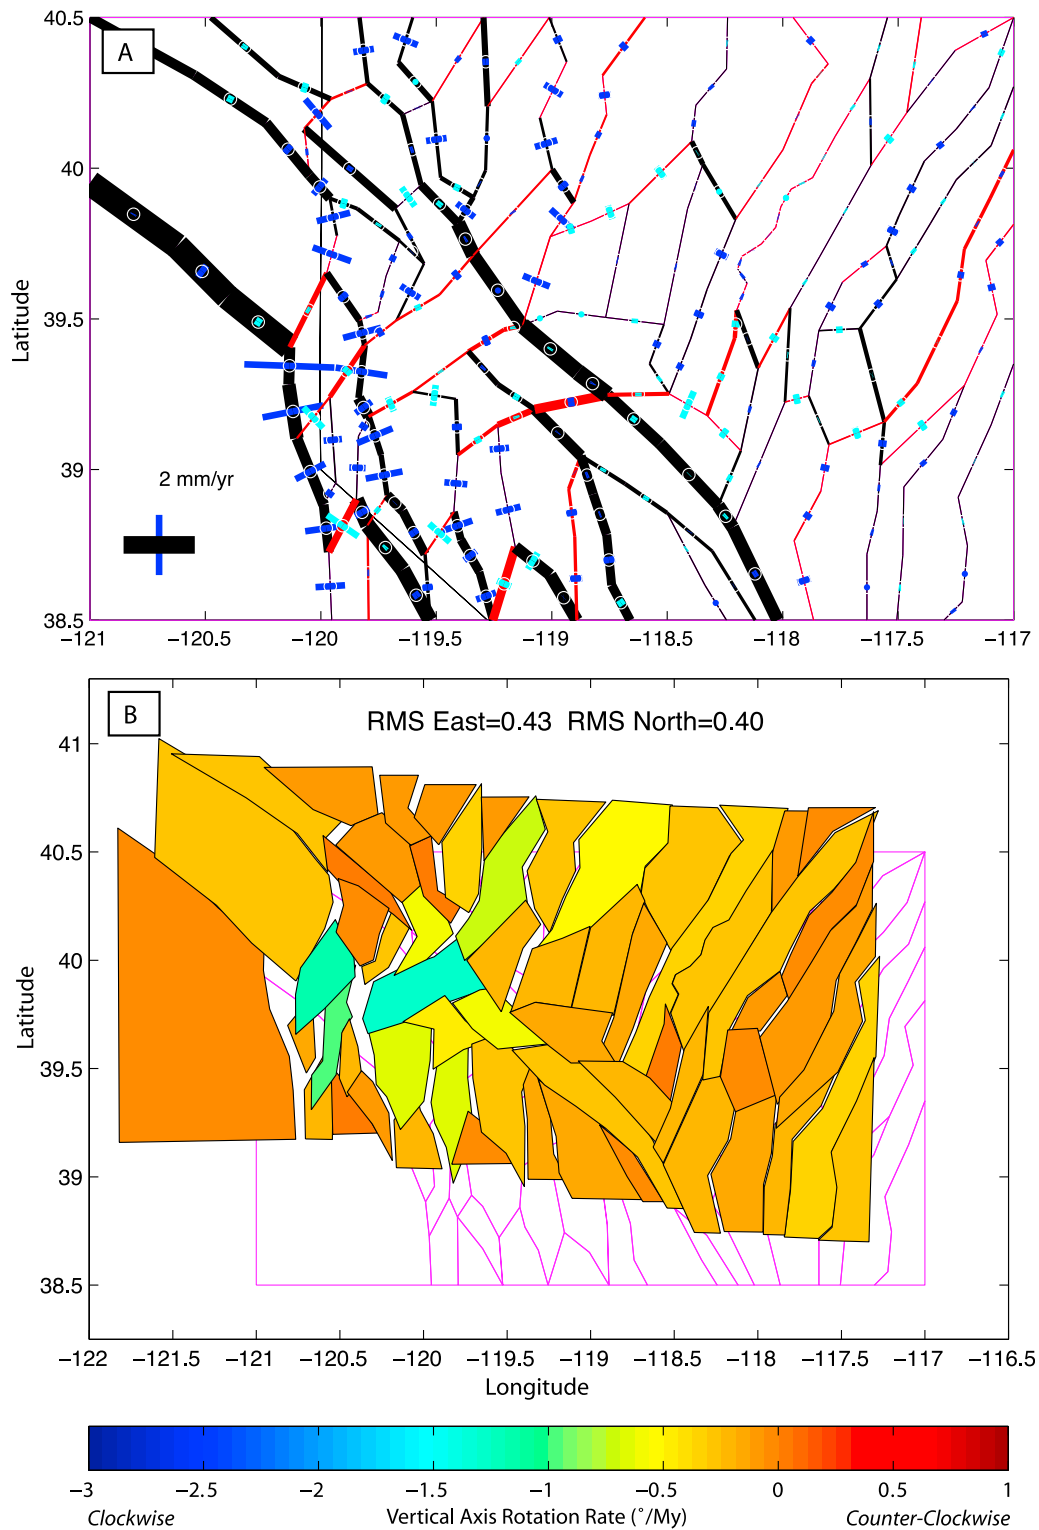 A
40.5
40
39.5
39
38.5
Latitude
2 mm/yr
−121 −120.5 −120 −119.5 −119 −118.5 −118 −117.5 −117
B
RMS East=0.43 RMS North=0.40
41
40.5
40
39.5
39
38.5
Latitude
−122 −121.5 −121 −120.5 −120 −119.5 −119 −118.5 −118 −117.5 −117 −116.5
Longitude
−3 −2.5 −2 −1.5 −1 −0.5 0 0.5 1
Clockwise Vertical Axis Rotation Rate (°/My) Counter-Clockwise